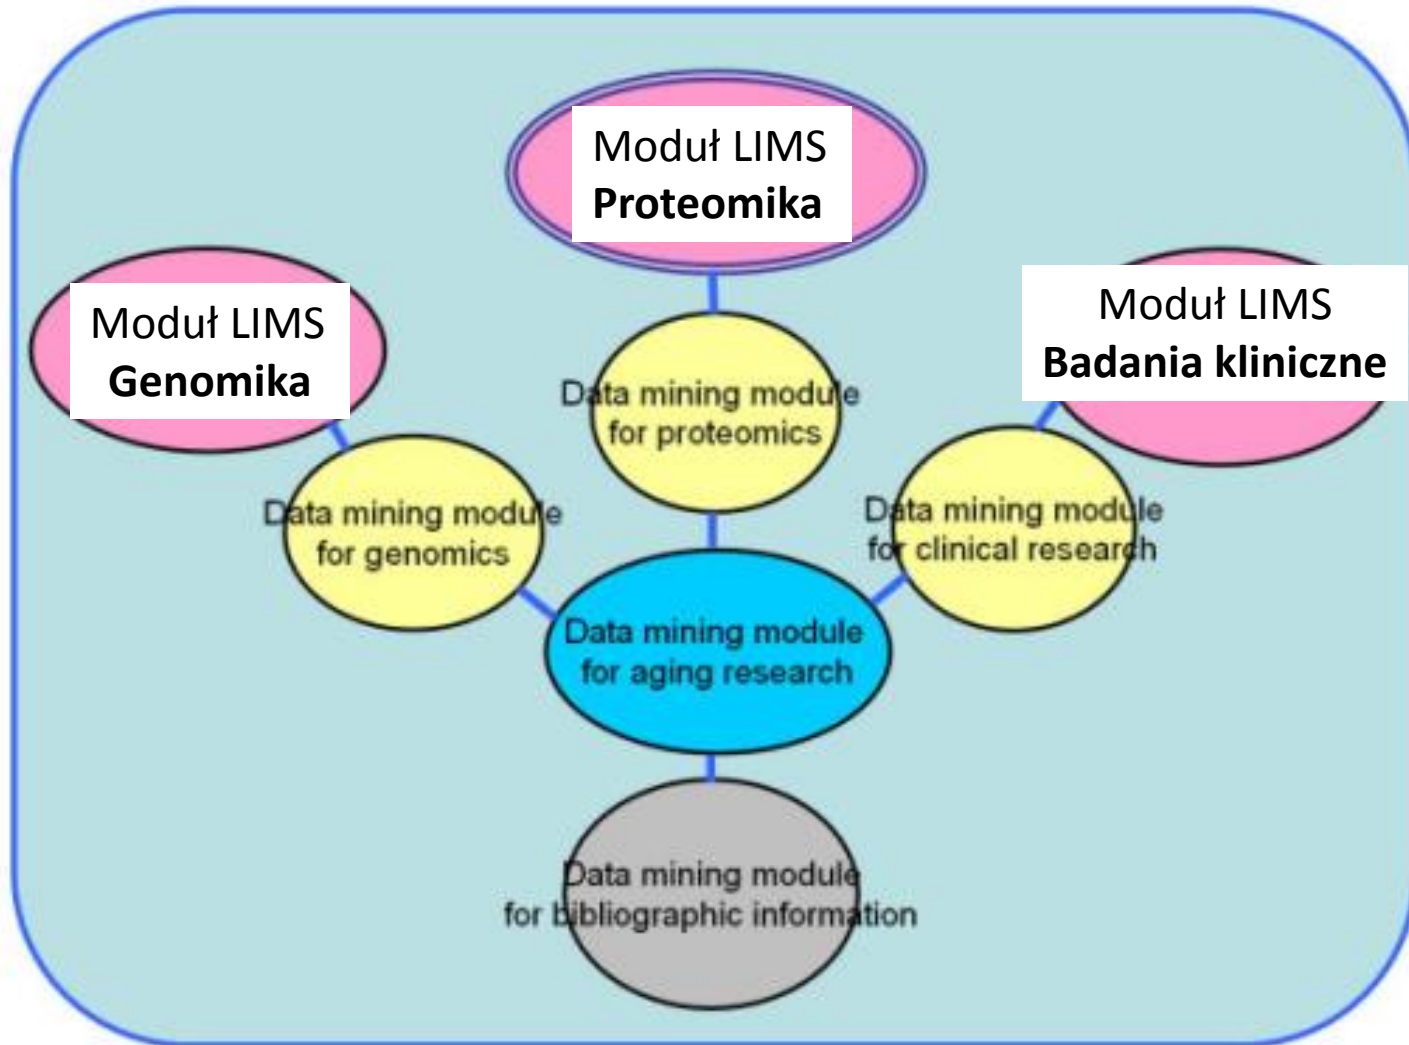 Moduł LIMS
Proteomika
Moduł LIMS
Genomika
Moduł LIMS
Badania kliniczne
Data mining module
for proteomics
Data mining module
for genomics
Data mining module
for clinical research
Data mining module
for aging research
Data mining module
for bibliographic information